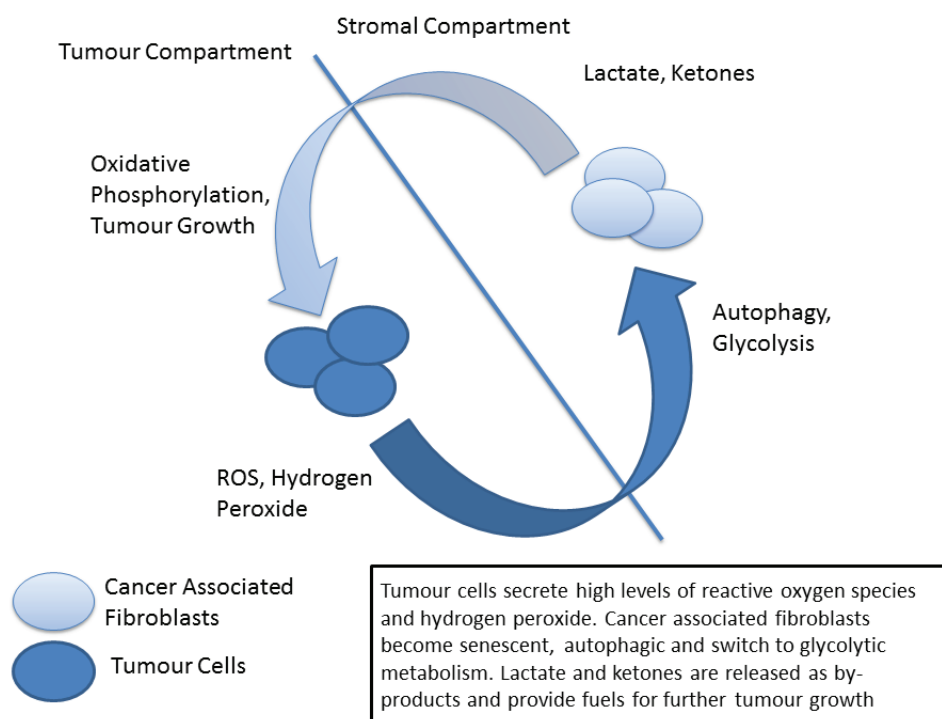 Stromal Compartment
Tumour Compartment
Lactate, Ketones
Oxidative
Phosphorylation,
Tumour Growth
Autophagy,
Glycolysis
ROS, Hydrogen
Peroxide
Cancer Associated
Fibroblasts
Tumour Cells
Tumour cells secrete high levels of reactive oxygen species
and hydrogen peroxide. Cancer associated fibroblasts
become senescent, autophagic and switch to glycolytic
metabolism. Lactate and ketones are released as by-
products and provide fuels for further tumour growth